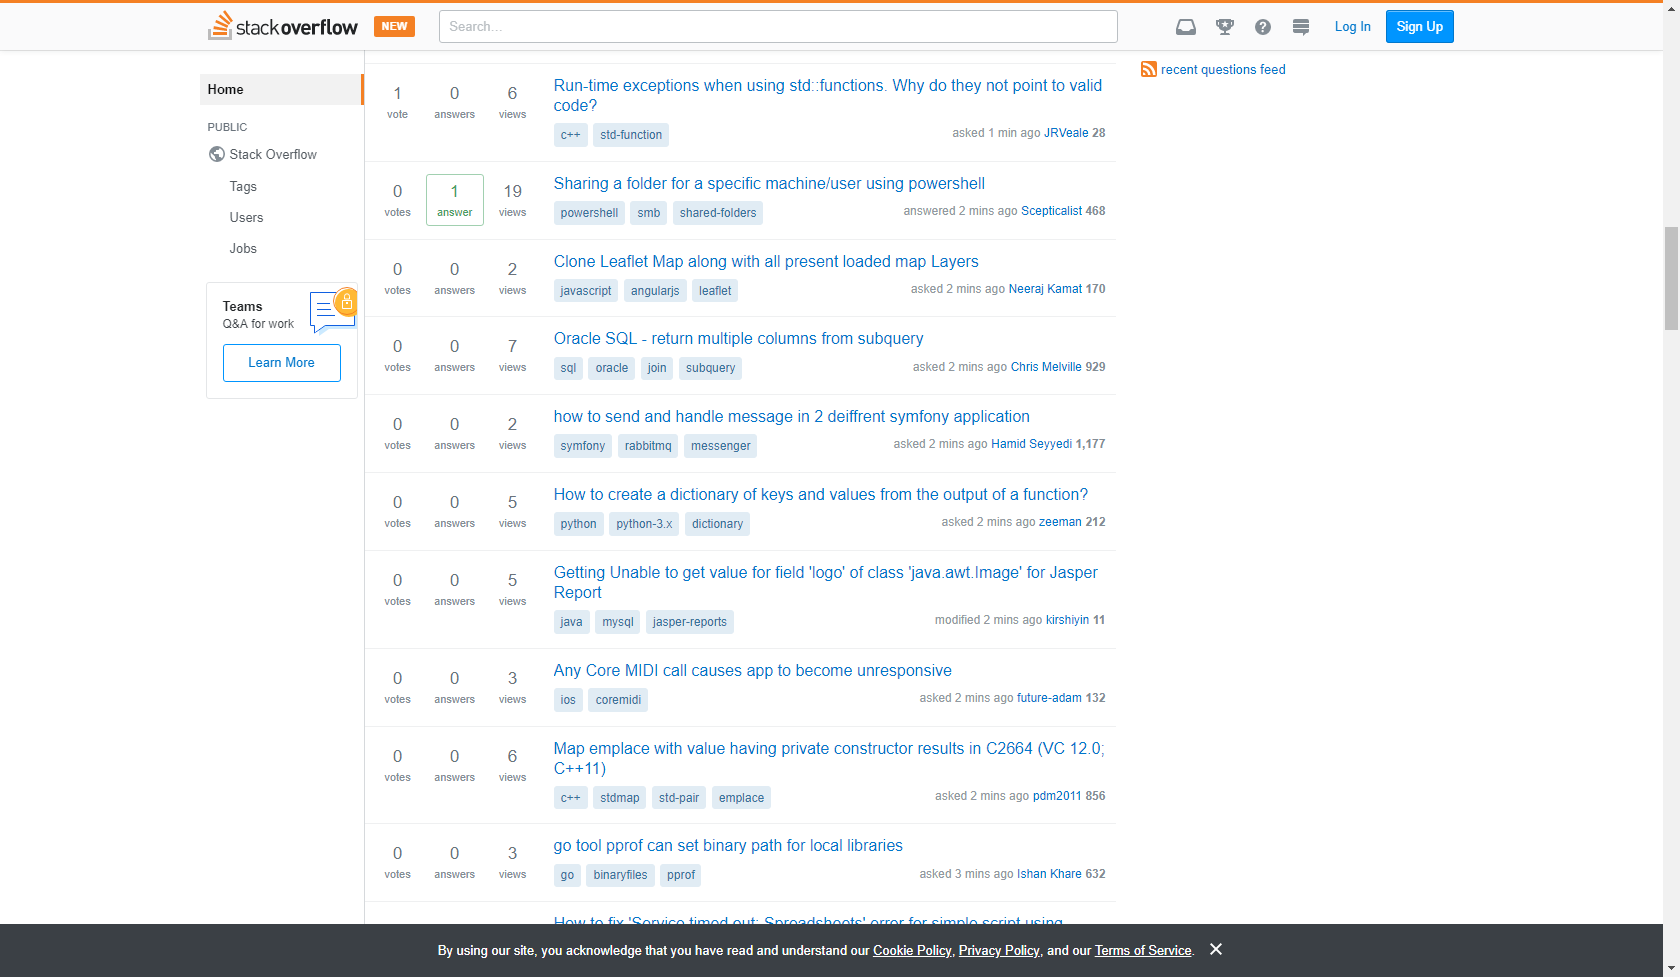 stackoverflow NEW Search... Log In Sign Up
Home
PUBLIC
Stack Overflow
Tags
Users
Jobs
Teams
Q&A for work
Learn More
1 vote 0 answers 6 views
Run-time exceptions when using std::functions. Why do they not point to valid
code?
c++ std-function
asked 1 min ago JRVeale 28
0 votes 1 answer 19 views
Sharing a folder for a specific machine/user using powershell
powershell smb shared-folders
answered 2 mins ago Scepticalist 468
0 votes 0 answers 2 views
Clone Leaflet Map along with all present loaded map Layers
javascript angularjs leaflet
asked 2 mins ago Neeraj Kamat 170
0 votes 0 answers 7 views
Oracle SQL - return multiple columns from subquery
sql oracle join subquery
asked 2 mins ago Chris Melville 929
0 votes 0 answers 2 views
how to send and handle message in 2 deiffrent symfony application
symfony rabbitmq messenger
asked 2 mins ago Hamid Seyyedi 1,177
0 votes 0 answers 5 views
How to create a dictionary of keys and values from the output of a function?
python python-3.x dictionary
asked 2 mins ago zeeman 212
0 votes 0 answers 5 views
Getting Unable to get value for field 'logo' of class 'java.awt.Image' for Jasper
Report
java mysql jasper-reports
modified 2 mins ago kirshiyin 11
0 votes 0 answers 3 views
Any Core MIDI call causes app to become unresponsive
ios coremidi
asked 2 mins ago future-adam 132
0 votes 0 answers 6 views
Map emplace with value having private constructor results in C2664 (VC 12.0;
C++11)
c++ stdmap std-pair emplace
asked 2 mins ago pdm2011 856
0 votes 0 answers 3 views
go tool pprof can set binary path for local libraries
go binaryfiles pprof
asked 3 mins ago Ishan Khare 632
How to fix 'Service timed out: Spreadsheets' error for simple script using
recent questions feed
By using our site, you acknowledge that you have read and understand our Cookie Policy, Privacy Policy, and our Terms of Service.